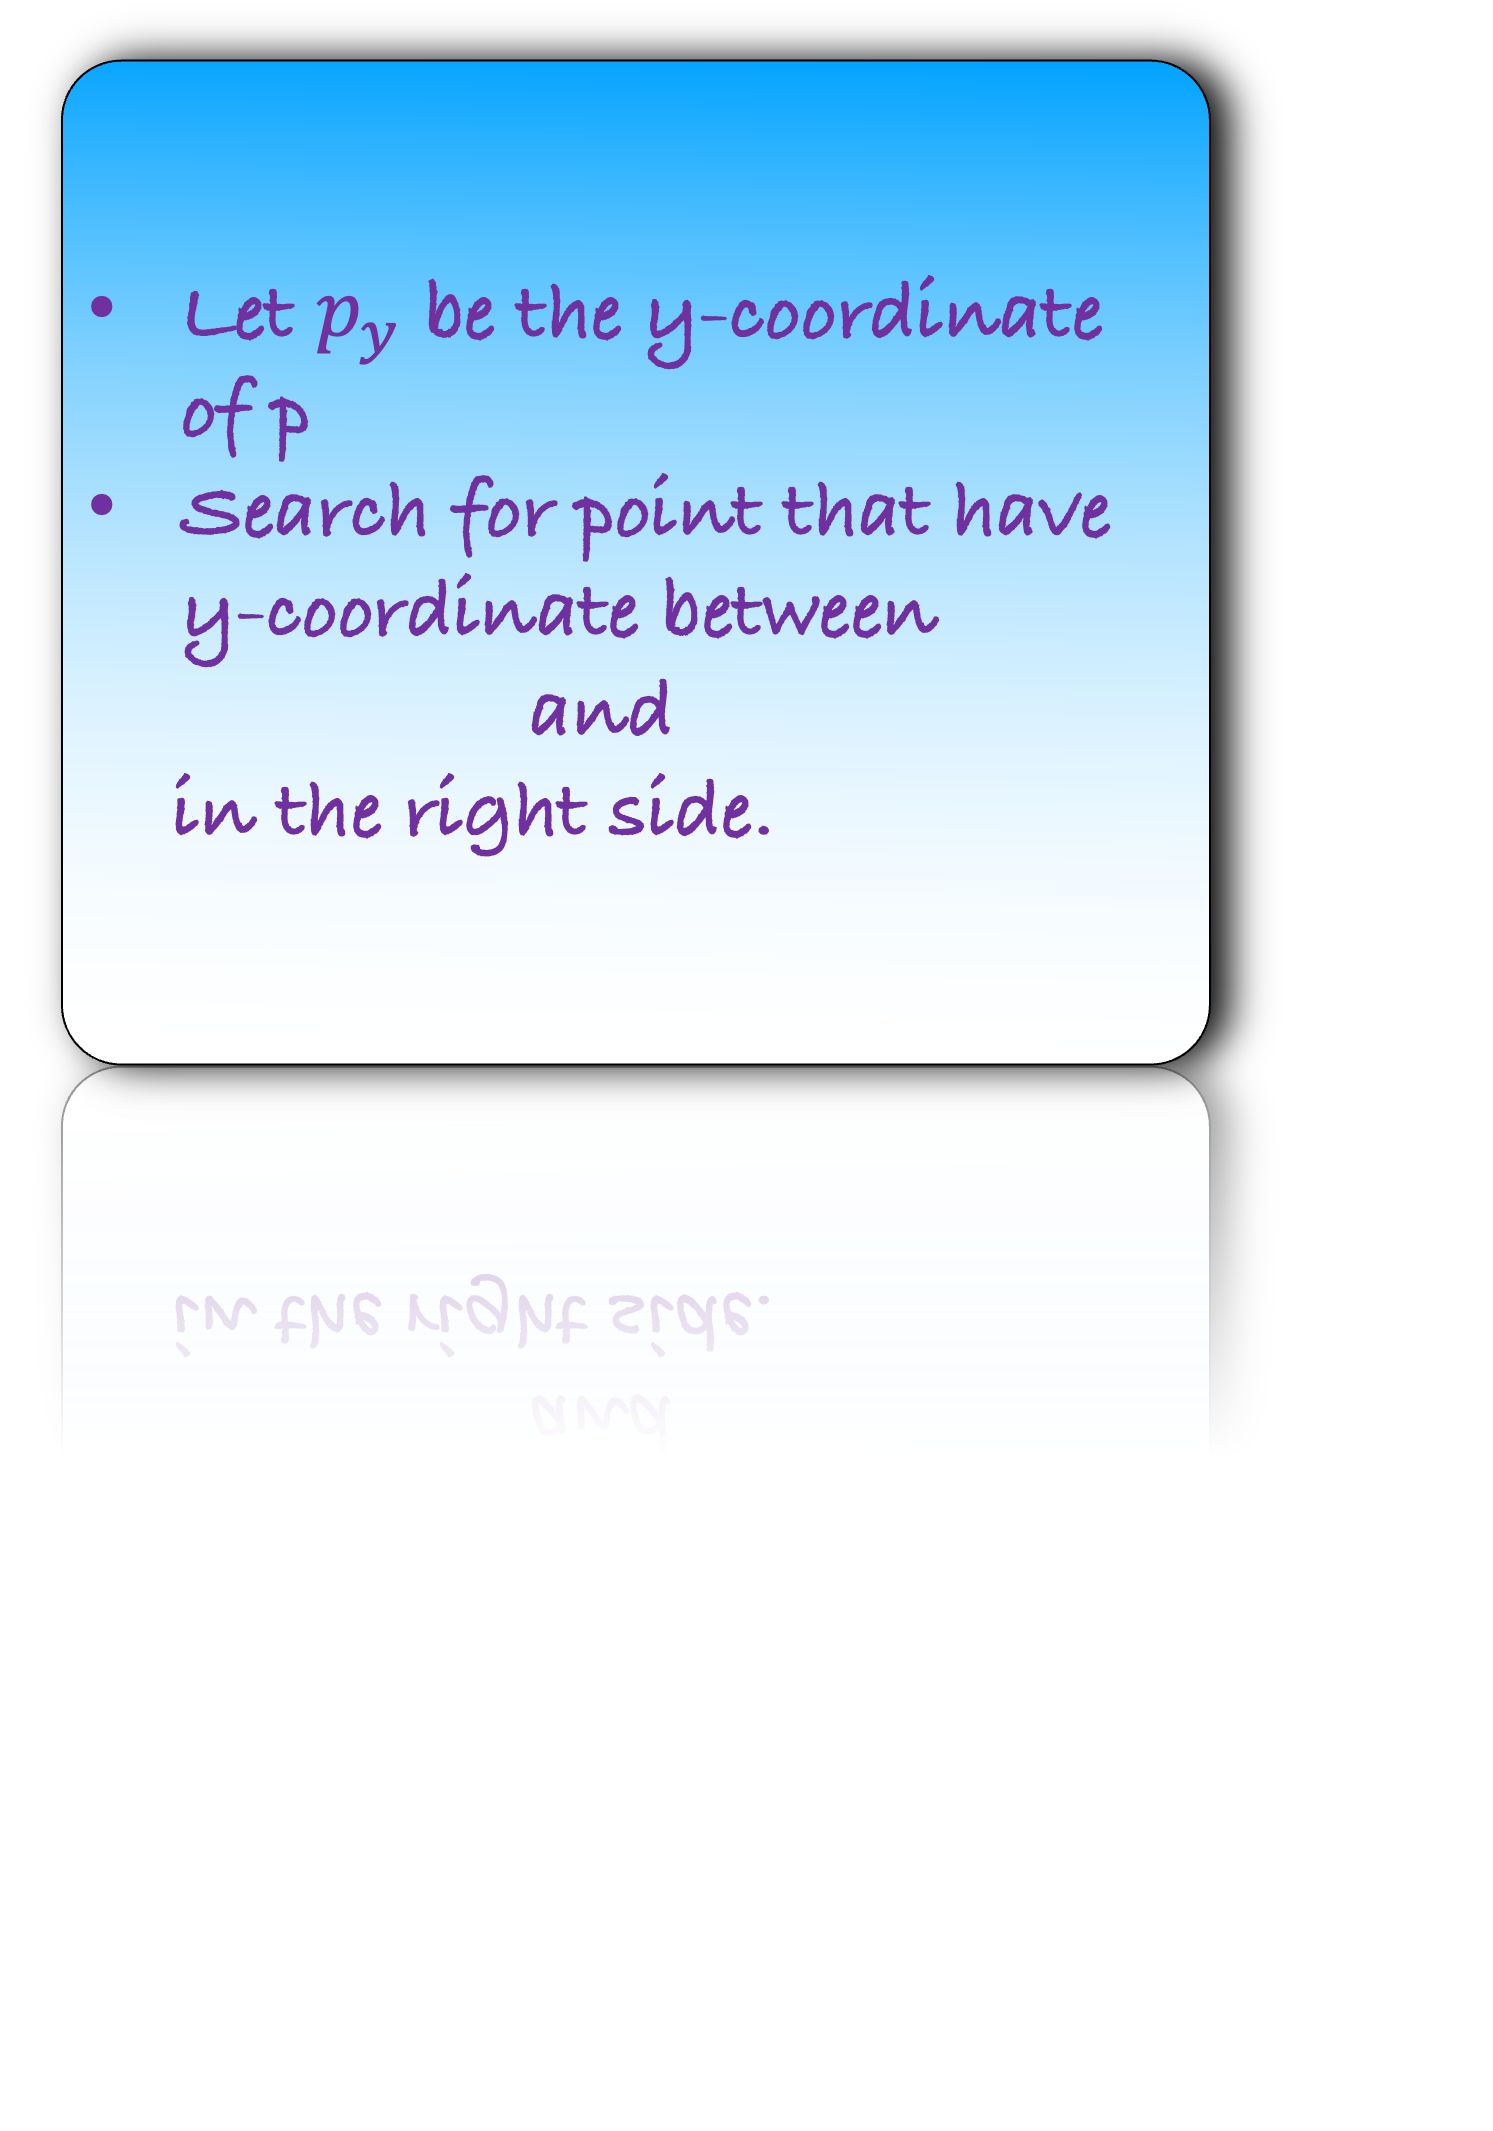 • Let p_y be the y-coordinate
of p
• Search for point that have
y-coordinate between
and
in the right side.